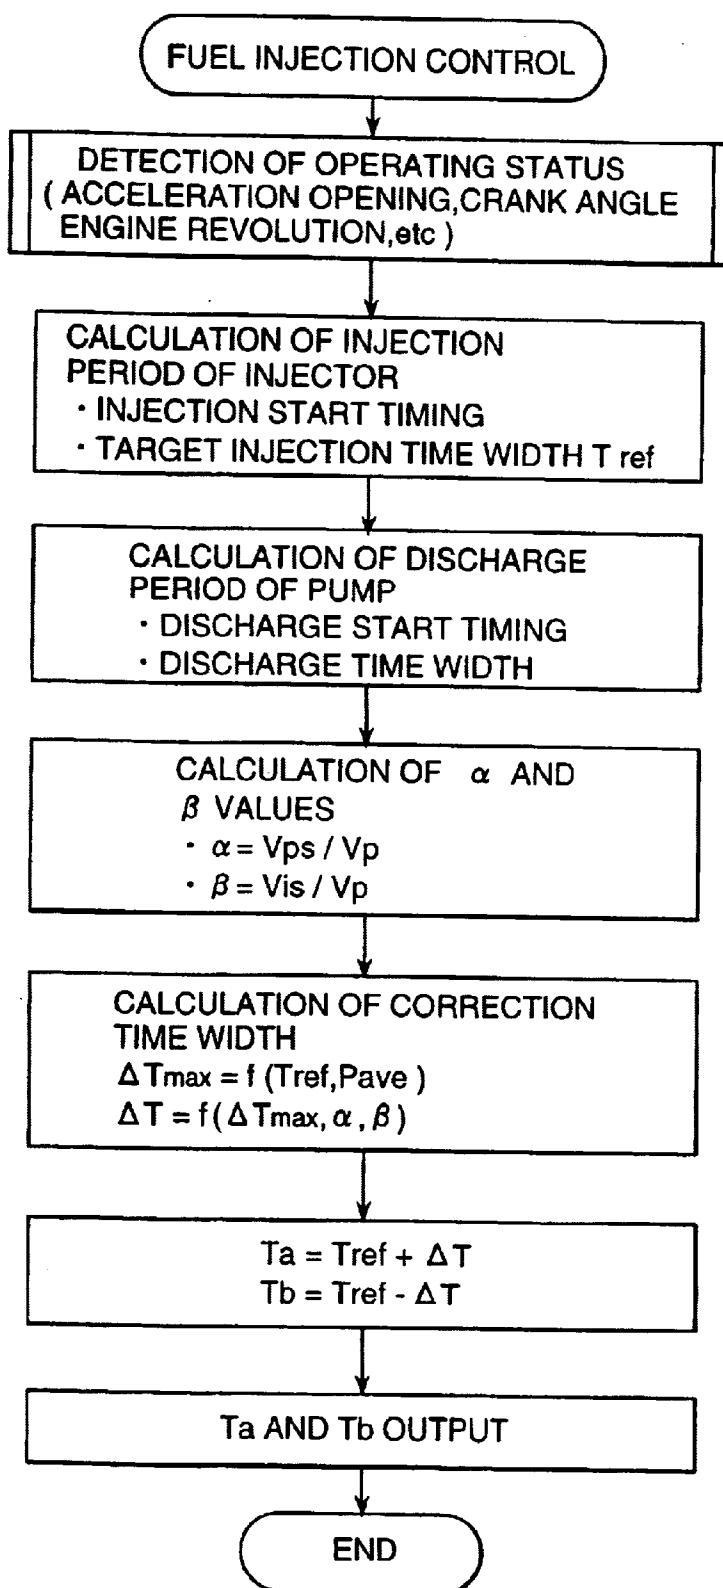 FUEL INJECTION CONTROL
DETECTION OF OPERATING STATUS
( ACCELERATION OPENING,CRANK ANGLE
ENGINE REVOLUTION,etc )
CALCULATION OF INJECTION
PERIOD OF INJECTOR
・INJECTION START TIMING
・TARGET INJECTION TIME WIDTH T ref
CALCULATION OF DISCHARGE
PERIOD OF PUMP
・DISCHARGE START TIMING
・DISCHARGE TIME WIDTH
CALCULATION OF α AND
β VALUES
・ α = Vps / Vp
・ β = Vis / Vp
CALCULATION OF CORRECTION
TIME WIDTH
ΔTmax = f (Tref,Pave )
ΔT = f( ΔTmax, α , β )
Ta = Tref + ΔT
Tb = Tref - ΔT
Ta AND Tb OUTPUT
END